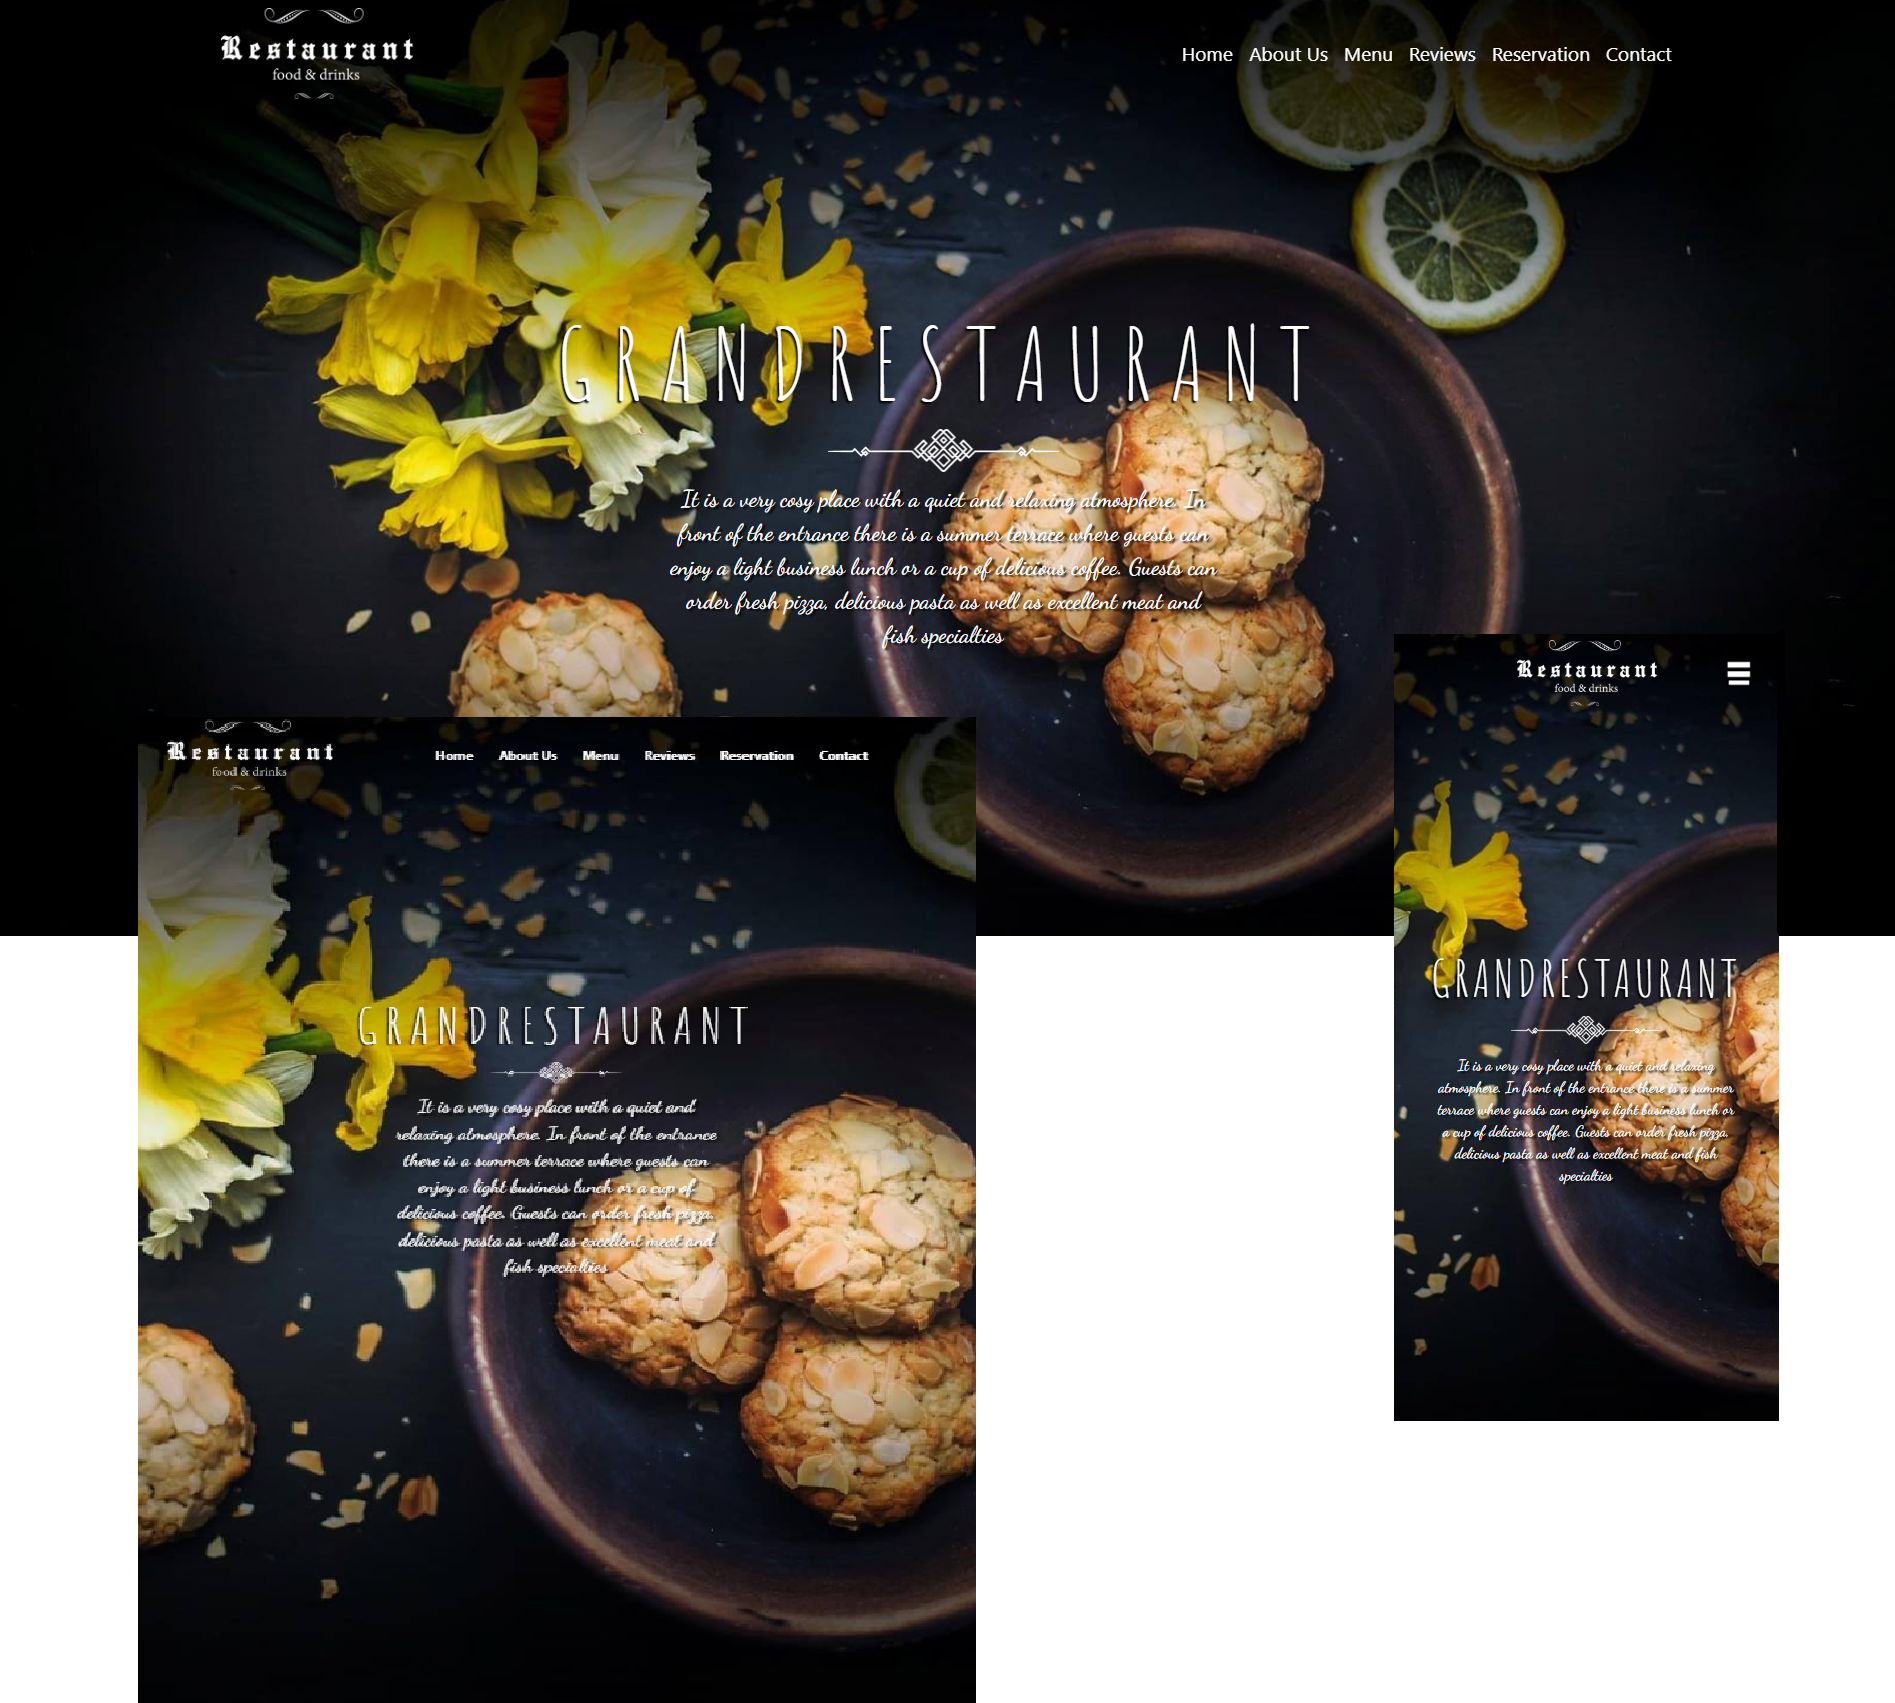 Restaurant
food & drinks
Home About Us Menu Reviews Reservation Contact
GRANDRESTAURANT
It is a very cosy place with a quiet and relaxing atmosphere. In
front of the entrance there is a summer terrace where guests can
enjoy a light business lunch or a cup of delicious coffee. Guests can
order fresh pizza, delicious pasta as well as excellent meat and
fish specialties
Restaurant
food & drinks
Home About Us Menu Reviews Reservation Contact
GRANDRESTAURANT
It is a very cosy place with a quiet and
relaxing atmosphere. In front of the entrance
there is a summer terrace where guests can
enjoy a light business lunch or a cup of
delicious coffee. Guests can order fresh pizza,
delicious pasta as well as excellent meat and
fish specialties
Restaurant
food & drinks
GRANDRESTAURANT
It is a very cosy place with a quiet and relaxing
atmosphere. In front of the entrance there is a summer
terrace where guests can enjoy a light business lunch or
a cup of delicious coffee. Guests can order fresh pizza,
delicious pasta as well as excellent meat and fish
specialties